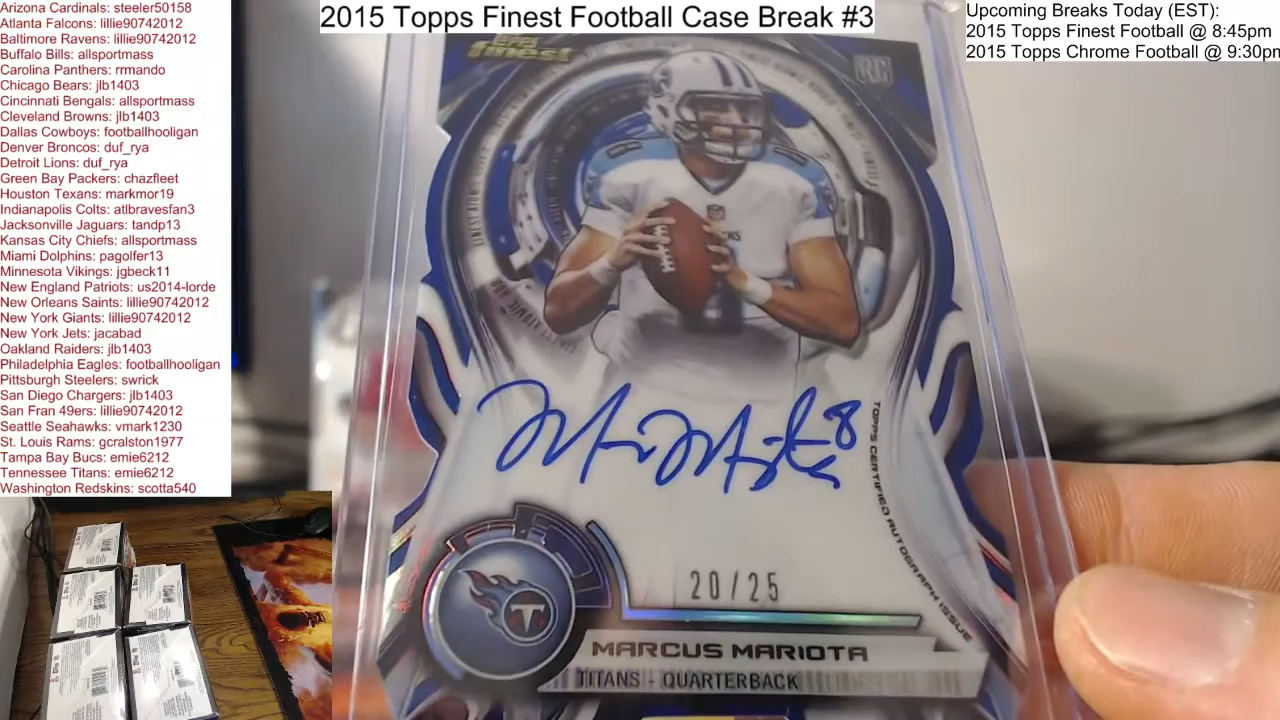 Arizona Cardinals: steeler50158
Atlanta Falcons: lillie90742012
Baltimore Ravens: lillie90742012
Buffalo Bills: allsportmass
Carolina Panthers: rrmando
Chicago Bears: jlb1403
Cincinnati Bengals: allsportmass
Cleveland Browns: jlb1403
Dallas Cowboys: footballhooligan
Denver Broncos: duf_rya
Detroit Lions: duf_rya
Green Bay Packers: chazfleet
Houston Texans: markmor19
Indianapolis Colts: atlbravesfan3
Jacksonville Jaguars: tandp13
Kansas City Chiefs: allsportmass
Miami Dolphins: pagolfer13
Minnesota Vikings: jgbeck11
New England Patriots: us2014-lorde
New Orleans Saints: lillie90742012
New York Giants: lillie90742012
New York Jets: jacabad
Oakland Raiders: jlb1403
Philadelphia Eagles: footballhooligan
Pittsburgh Steelers: swrick
San Diego Chargers: jlb1403
San Fran 49ers: lillie90742012
Seattle Seahawks: vmark1230
St. Louis Rams: gcralston1977
Tampa Bay Bucs: emie6212
Tennessee Titans: emie6212
Washington Redskins: scotta540
2015 Topps Finest Football Case Break #3
Upcoming Breaks Today (EST):
2015 Topps Finest Football @ 8:45pm
2015 Topps Chrome Football @ 9:30pm
TOPPS
finest
RC
8
TOPPS CERTIFIED AUTOGRAPH ISSUE
20/25
T
MARCUS MARIOTA
TITANS - QUARTERBACK